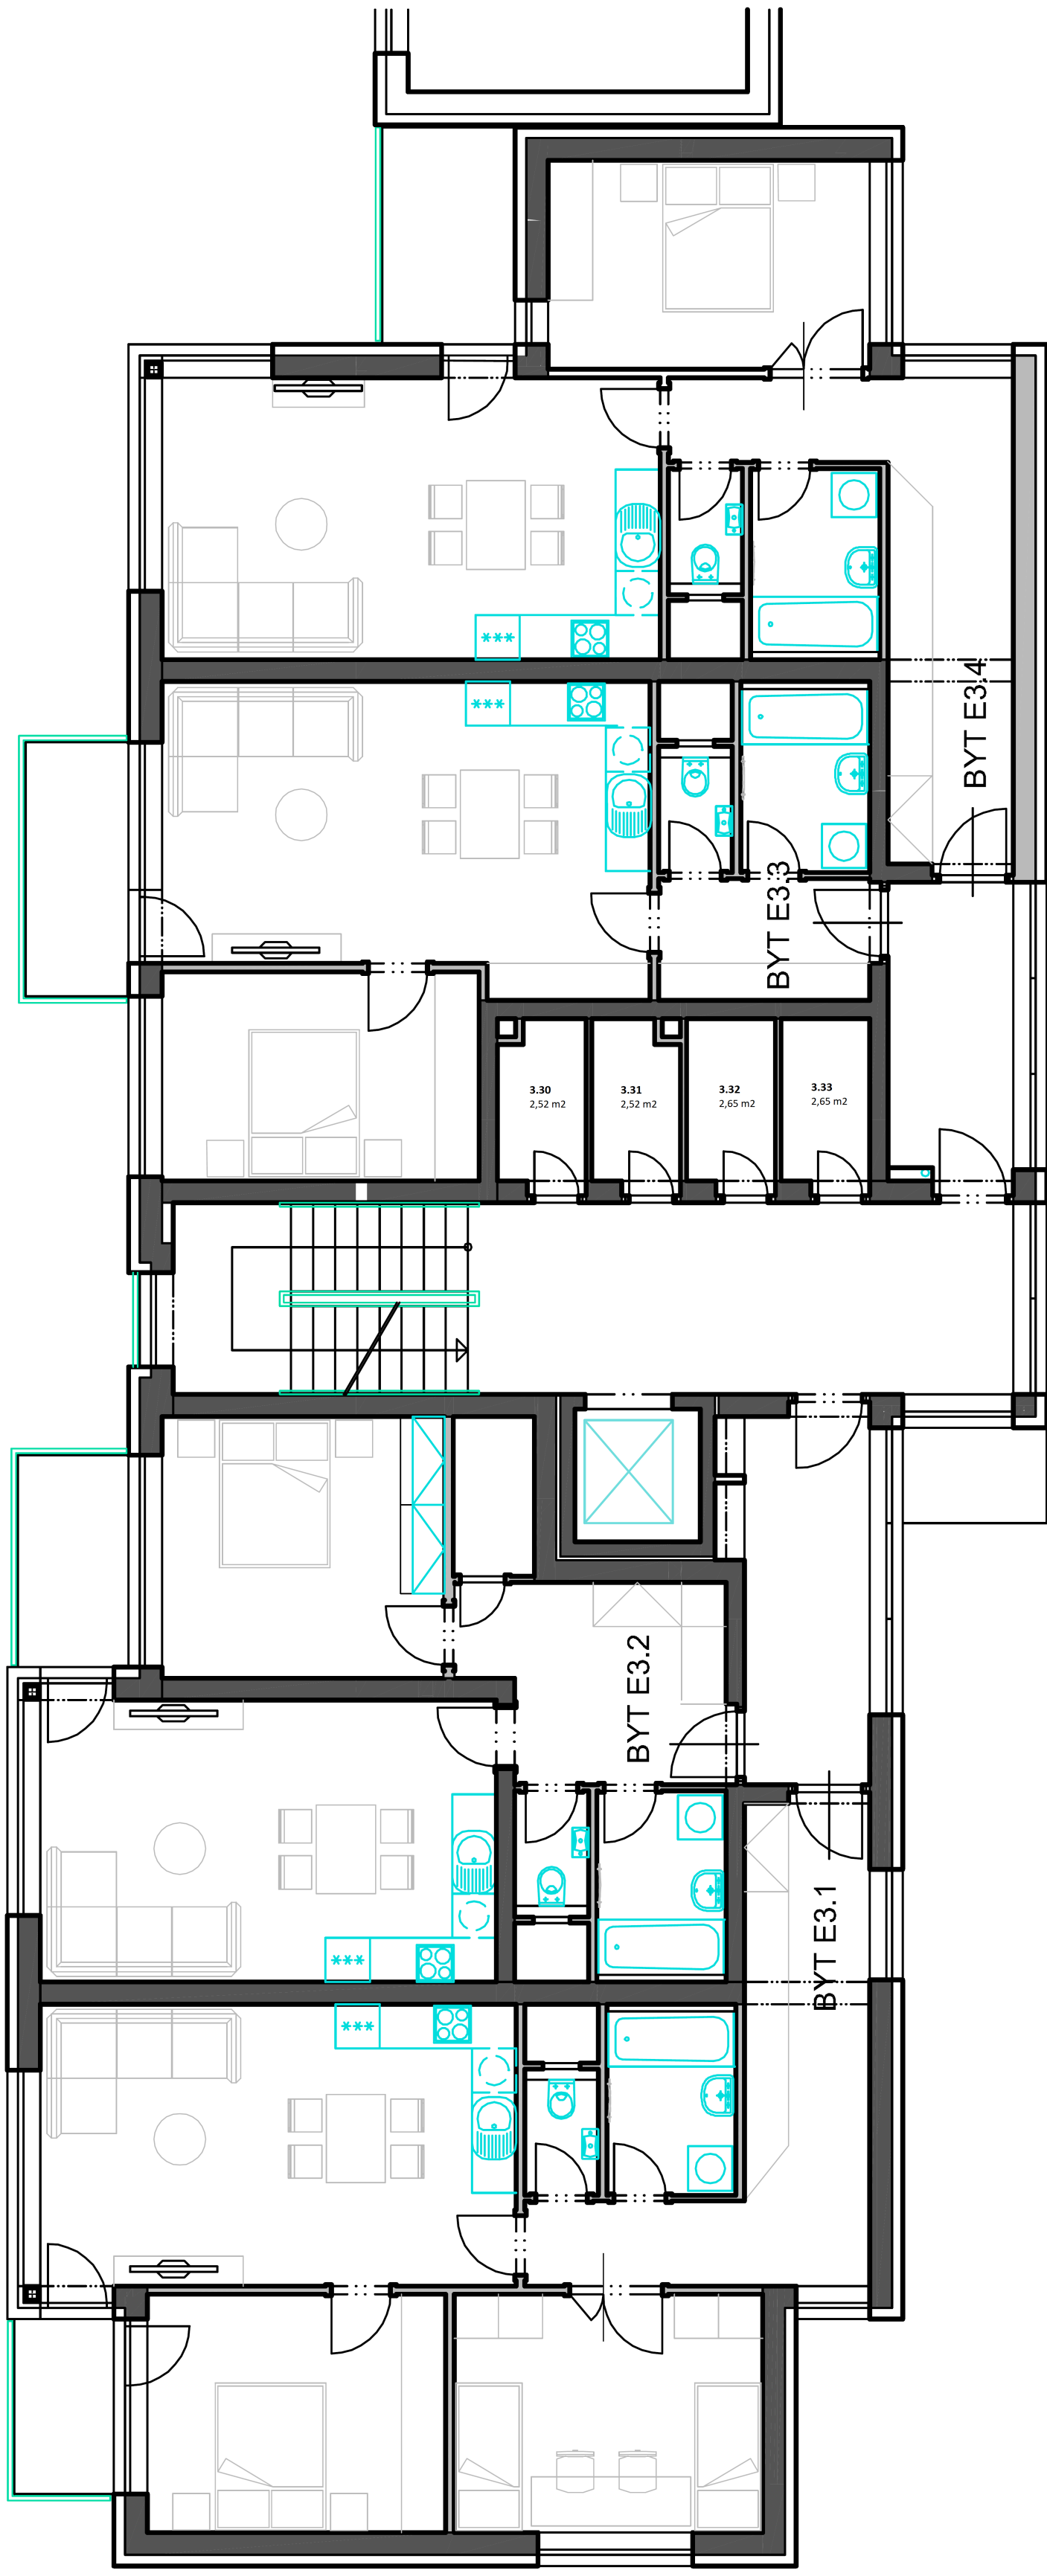 BYT E3.4
BYT E3.3
3.30
2,52 m2
3.31
2,52 m2
3.32
2,65 m2
3.33
2,65 m2
BYT E3.2
BYT E3.1
***
***
***
***